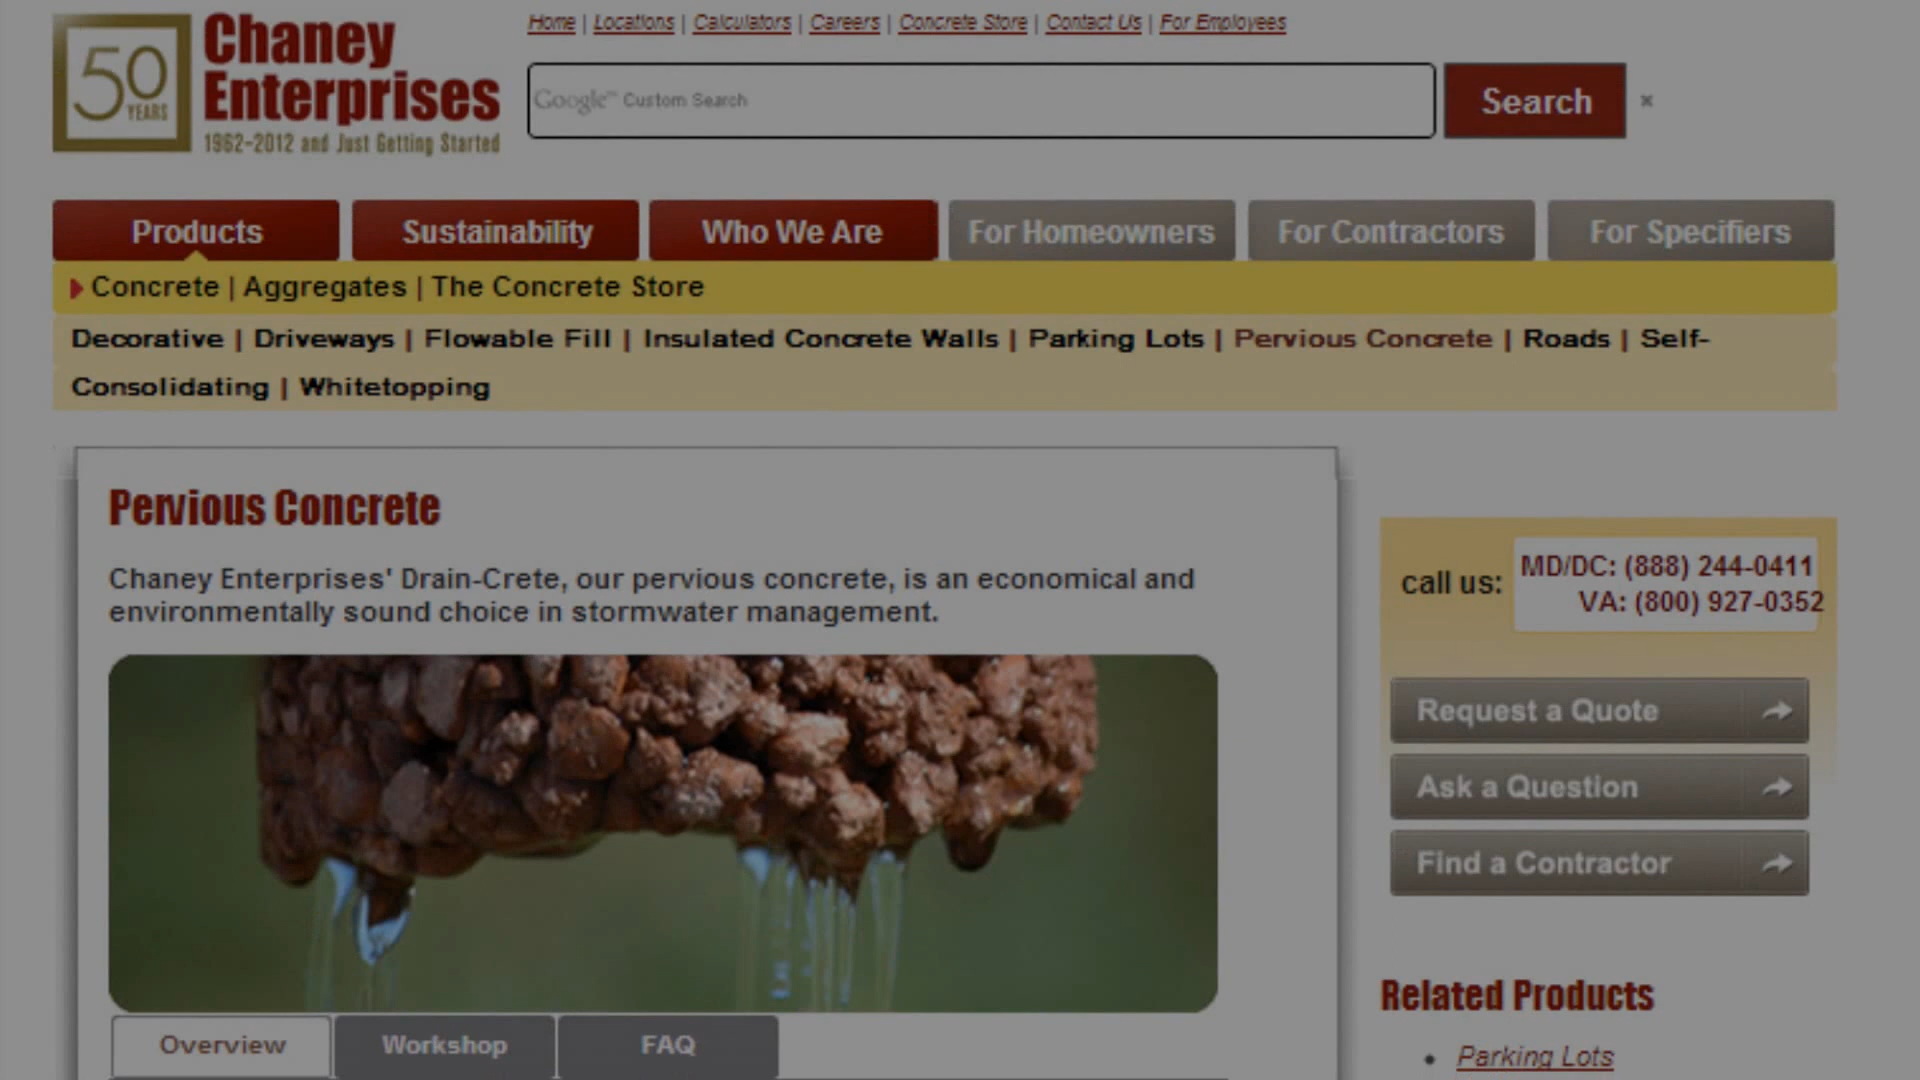 50 YEARS
Chaney
Enterprises
1962-2012 and Just Getting Started
Home | Locations | Calculators | Careers | Concrete Store | Contact Us | For Employees
Google™ Custom Search
Search
×
Products
Sustainability
Who We Are
For Homeowners
For Contractors
For Specifiers
Concrete | Aggregates | The Concrete Store
Decorative | Driveways | Flowable Fill | Insulated Concrete Walls | Parking Lots | Pervious Concrete | Roads | Self-
Consolidating | Whitetopping
Pervious Concrete
Chaney Enterprises' Drain-Crete, our pervious concrete, is an economical and
environmentally sound choice in stormwater management.
Overview
Workshop
FAQ
call us:
MD/DC: (888) 244-0411
VA: (800) 927-0352
Request a Quote
Ask a Question
Find a Contractor
Related Products
• Parking Lots